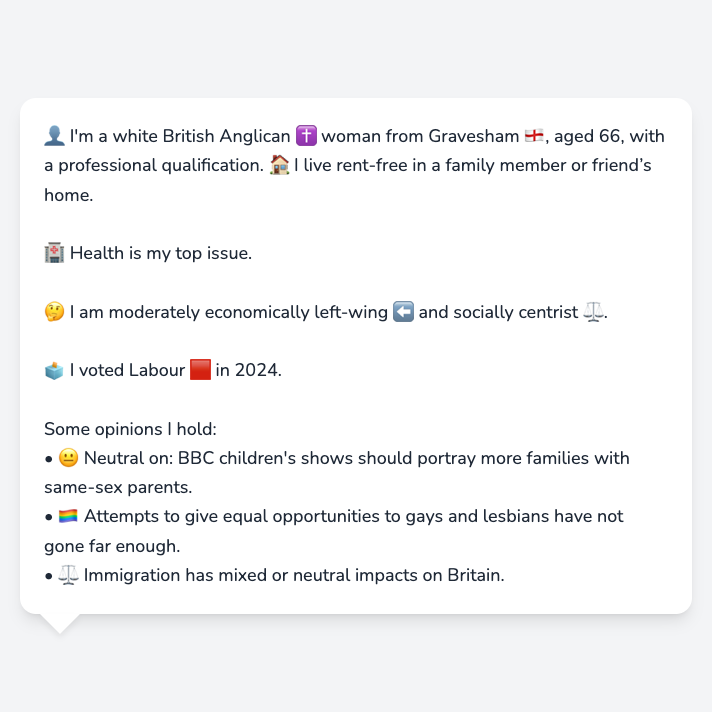 👤 I'm a white British Anglican ✝️ woman from Gravesham 🏴󠁧󠁢󠁥󠁮󠁧󠁿, aged 66, with
a professional qualification. 🏠 I live rent-free in a family member or friend’s
home.
🏥 Health is my top issue.
🤔 I am moderately economically left-wing ⬅️ and socially centrist ⚖️.
🗳️ I voted Labour 🟥 in 2024.
Some opinions I hold:
• 😐 Neutral on: BBC children's shows should portray more families with
same-sex parents.
• 🏳️‍🌈 Attempts to give equal opportunities to gays and lesbians have not
gone far enough.
• ⚖️ Immigration has mixed or neutral impacts on Britain.